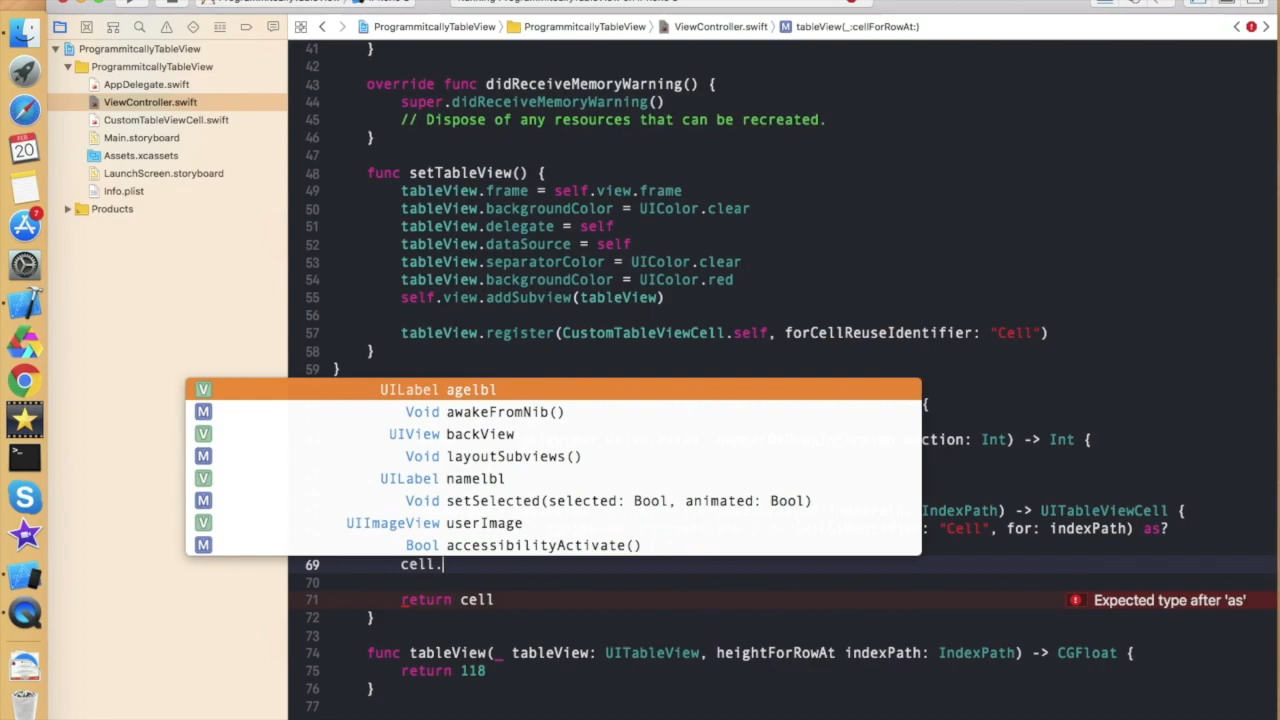 ProgrammitcallyTableView
ProgrammitcallyTableView
ViewController.swift
tableView(_:cellForRowAt:)
ProgrammitcallyTableView
ProgrammitcallyTableView
AppDelegate.swift
ViewController.swift
CustomTableViewCell.swift
Main.storyboard
Assets.xcassets
LaunchScreen.storyboard
Info.plist
Products
FEB
20
7
41 }
42
43 override func didReceiveMemoryWarning() {
44 super.didReceiveMemoryWarning()
45 // Dispose of any resources that can be recreated.
46 }
47
48 func setTableView() {
49 tableView.frame = self.view.frame
50 tableView.backgroundColor = UIColor.clear
51 tableView.delegate = self
52 tableView.dataSource = self
53 tableView.separatorColor = UIColor.clear
54 tableView.backgroundColor = UIColor.red
55 self.view.addSubview(tableView)
56
57 tableView.register(CustomTableViewCell.self, forCellReuseIdentifier: "Cell")
58 }
59 }
V UILabel agelbl
{
M Void awakeFromNib()
V UIView backView
section: Int) -> Int {
M Void layoutSubviews()
V UILabel namelbl
M Void setSelected(selected: Bool, animated: Bool)
IndexPath) -> UITableViewCell {
V UIImageView userImage
"Cell", for: indexPath) as?
M Bool accessibilityActivate()
69 cell.
70
71 return cell
Expected type after 'as'
72 }
73
74 func tableView(_ tableView: UITableView, heightForRowAt indexPath: IndexPath) -> CGFloat {
75 return 118
76 }
77